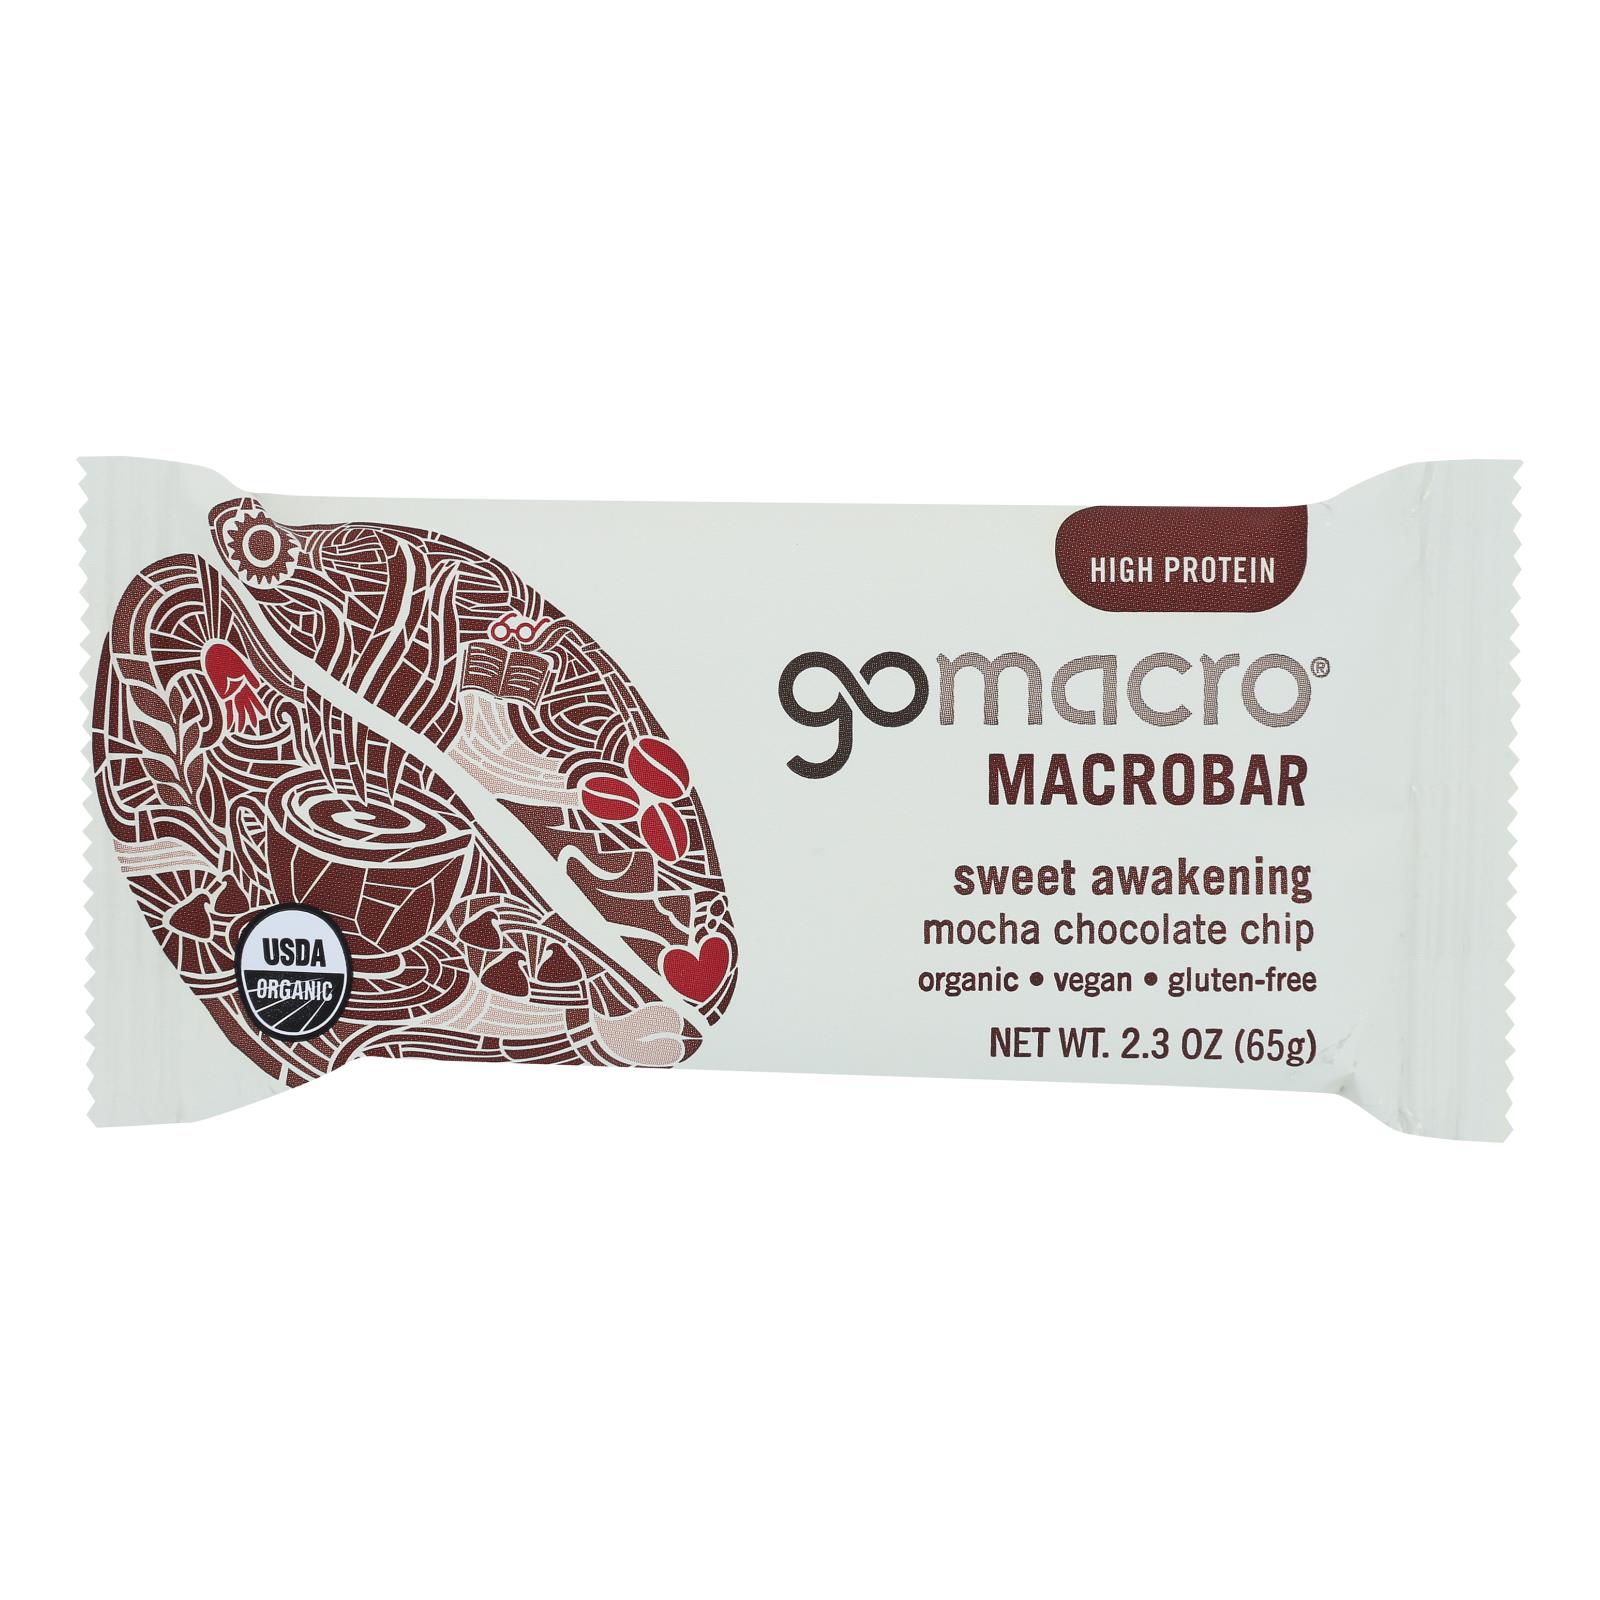 HIGH PROTEIN
gomacro®
MACROBAR
sweet awakening
mocha chocolate chip
organic • vegan • gluten-free
NET WT. 2.3 OZ (65g)
USDA
ORGANIC